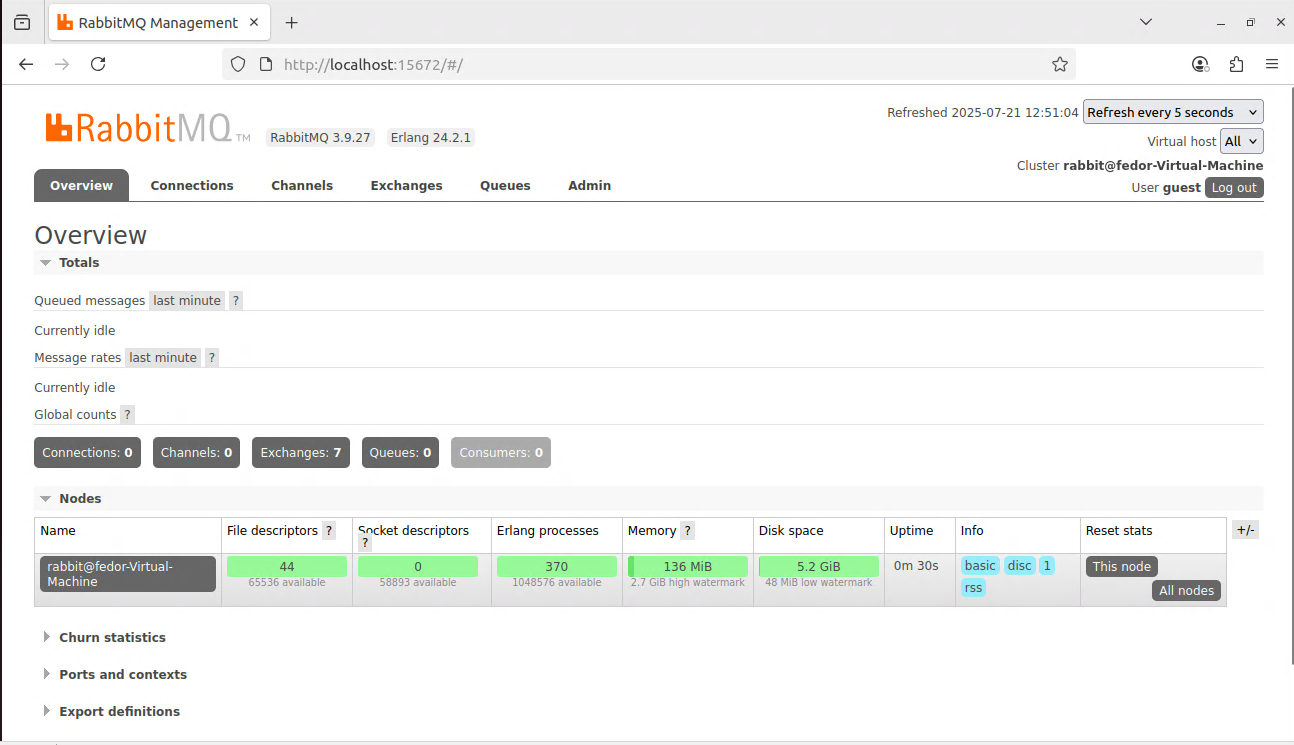 RabbitMQ Management
http://localhost:15672/#/
RabbitMQ TM
RabbitMQ 3.9.27
Erlang 24.2.1
Refreshed 2025-07-21 12:51:04
Refresh every 5 seconds
Virtual host All
Cluster rabbit@fedor-Virtual-Machine
User guest Log out
Overview
Connections
Channels
Exchanges
Queues
Admin
Overview
Totals
Queued messages last minute ?
Currently idle
Message rates last minute ?
Currently idle
Global counts ?
Connections: 0
Channels: 0
Exchanges: 7
Queues: 0
Consumers: 0
Nodes
Name
File descriptors ?
Socket descriptors
?
Erlang processes
Memory ?
Disk space
Uptime
Info
Reset stats
+/-
rabbit@fedor-Virtual-
Machine
44
65536 available
0
58893 available
370
1048576 available
136 MiB
2.7 GiB high watermark
5.2 GiB
48 MiB low watermark
0m 30s
basic disc 1
rss
This node
All nodes
Churn statistics
Ports and contexts
Export definitions